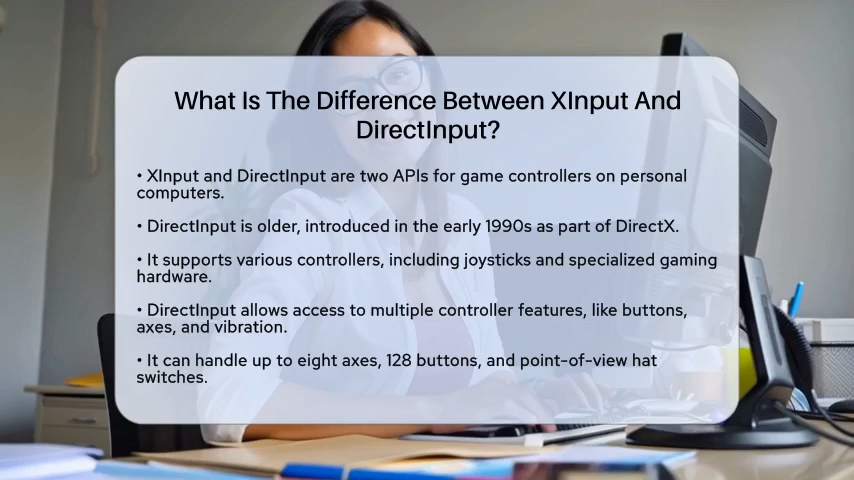 What Is The Difference Between XInput And
DirectInput?
• XInput and DirectInput are two APIs for game controllers on personal
computers.
• DirectInput is older, introduced in the early 1990s as part of DirectX.
• It supports various controllers, including joysticks and specialized gaming
hardware.
• DirectInput allows access to multiple controller features, like buttons,
axes, and vibration.
• It can handle up to eight axes, 128 buttons, and point-of-view hat
switches.